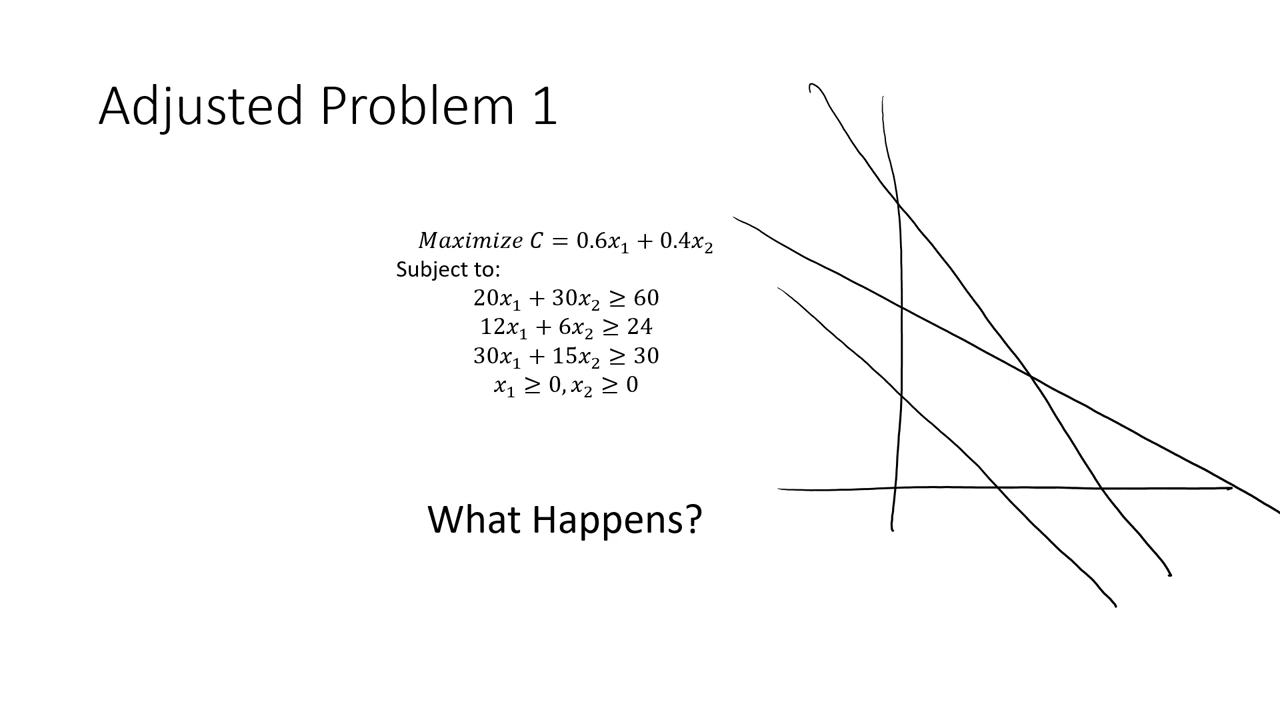 Adjusted Problem 1
Maximize C = 0.6x₁ + 0.4x₂
Subject to:
20x₁ + 30x₂ ≥ 60
12x₁ + 6x₂ ≥ 24
30x₁ + 15x₂ ≥ 30
x₁ ≥ 0, x₂ ≥ 0
What Happens?